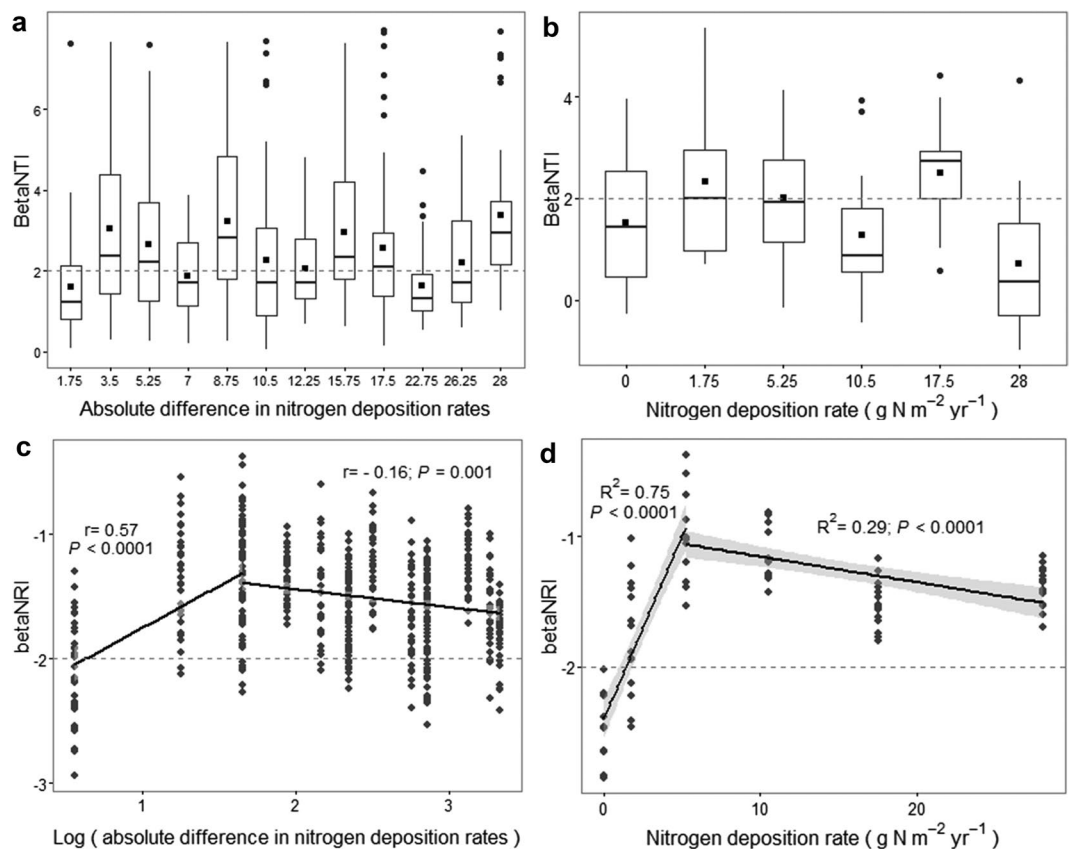 a
BetaNTI
6
4
2
0
1.75 3.5 5.25 7 8.75 10.5 12.25 15.75 17.5 22.75 26.25 28
Absolute difference in nitrogen deposition rates
b
BetaNTI
4
2
0
0 1.75 5.25 10.5 17.5 28
Nitrogen deposition rate ( g N m⁻² yr⁻¹ )
c
r= - 0.16; P = 0.001
r= 0.57
P < 0.0001
betaNRI
-1
-2
-3
1 2 3
Log ( absolute difference in nitrogen deposition rates )
d
R²= 0.75
P < 0.0001
R²= 0.29; P < 0.0001
betaNRI
-1
-2
0 10 20
Nitrogen deposition rate ( g N m⁻² yr⁻¹ )